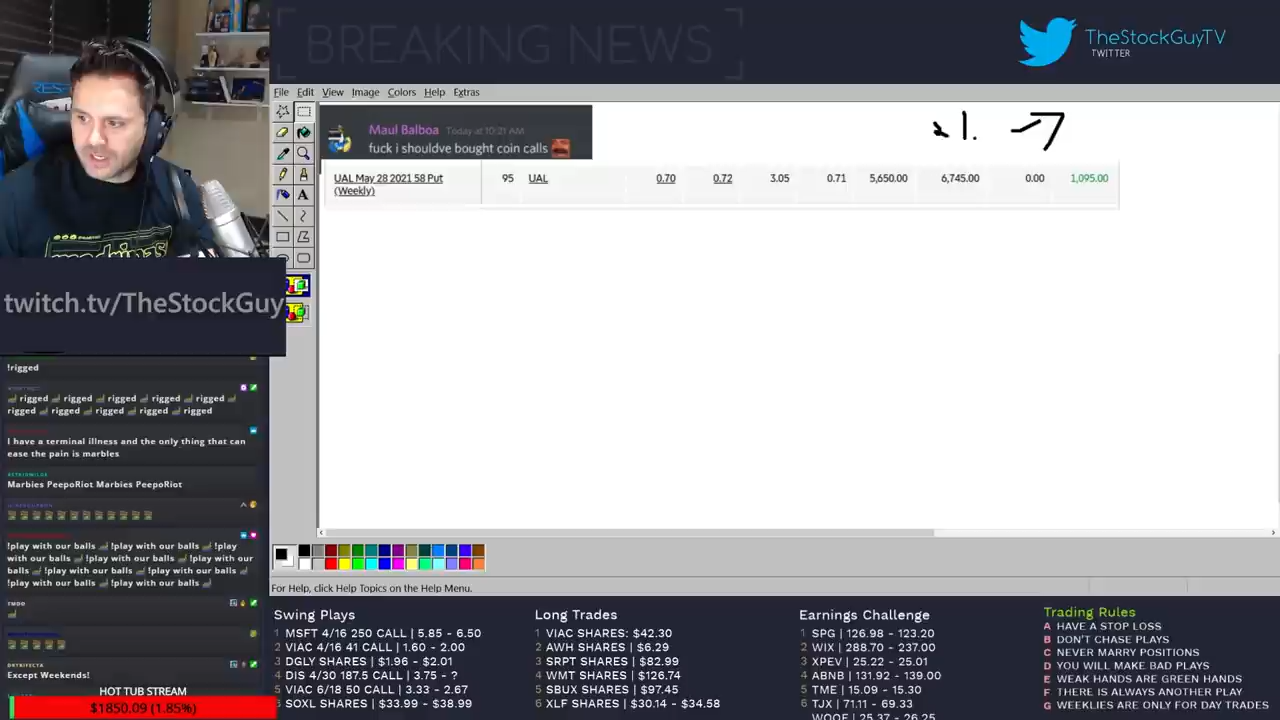 BREAKING NEWS
TheStockGuyTV
TWITTER
File Edit View Image Colors Help Extras
Maul Balboa Today at 10:21 AM
fuck i shouldve bought coin calls
UAL May 28 2021 58 Put (Weekly) 95 UAL 0.70 0.72 3.05 0.71 5,650.00 6,745.00 0.00 1,095.00
twitch.tv/TheStockGuy
!rigged
rigged rigged rigged rigged rigged
rigged rigged rigged rigged rigged
I have a terminal illness and the only thing that can
ease the pain is marbles
Marbies PeepoRiot Marbies PeepoRiot
!play with our balls !play with our balls !play
with our balls !play with our balls !play with our
balls !play with our balls !play with our balls
!play with our balls !play with our balls
Except Weekends!
HOT TUB STREAM
$1850.09 (1.85%)
For Help, click Help Topics on the Help Menu.
Swing Plays
1 MSFT 4/16 250 CALL | 5.85 - 6.50
2 VIAC 4/16 41 CALL | 1.60 - 2.00
3 DGLY SHARES | $1.96 - $2.01
4 DIS 4/30 187.5 CALL | 3.75 - ?
5 VIAC 6/18 50 CALL | 3.33 - 2.67
6 SOXL SHARES | $33.99 - $38.99
Long Trades
1 VIAC SHARES: $42.30
2 AWH SHARES | $6.29
3 SRPT SHARES | $82.99
4 WMT SHARES | $126.74
5 SBUX SHARES | $97.45
6 XLF SHARES | $30.14 - $34.58
Earnings Challenge
1 SPG | 126.98 - 123.20
2 WIX | 288.70 - 237.00
3 XPEV | 25.22 - 25.01
4 ABNB | 131.92 - 139.00
5 TME | 15.09 - 15.30
6 TJX | 71.11 - 69.33
WOOF | 25.37 - 26.25
Trading Rules
A HAVE A STOP LOSS
B DON'T CHASE PLAYS
C NEVER MARRY POSITIONS
D YOU WILL MAKE BAD PLAYS
E WEAK HANDS ARE GREEN HANDS
F THERE IS ALWAYS ANOTHER PLAY
G WEEKLIES ARE ONLY FOR DAY TRADES